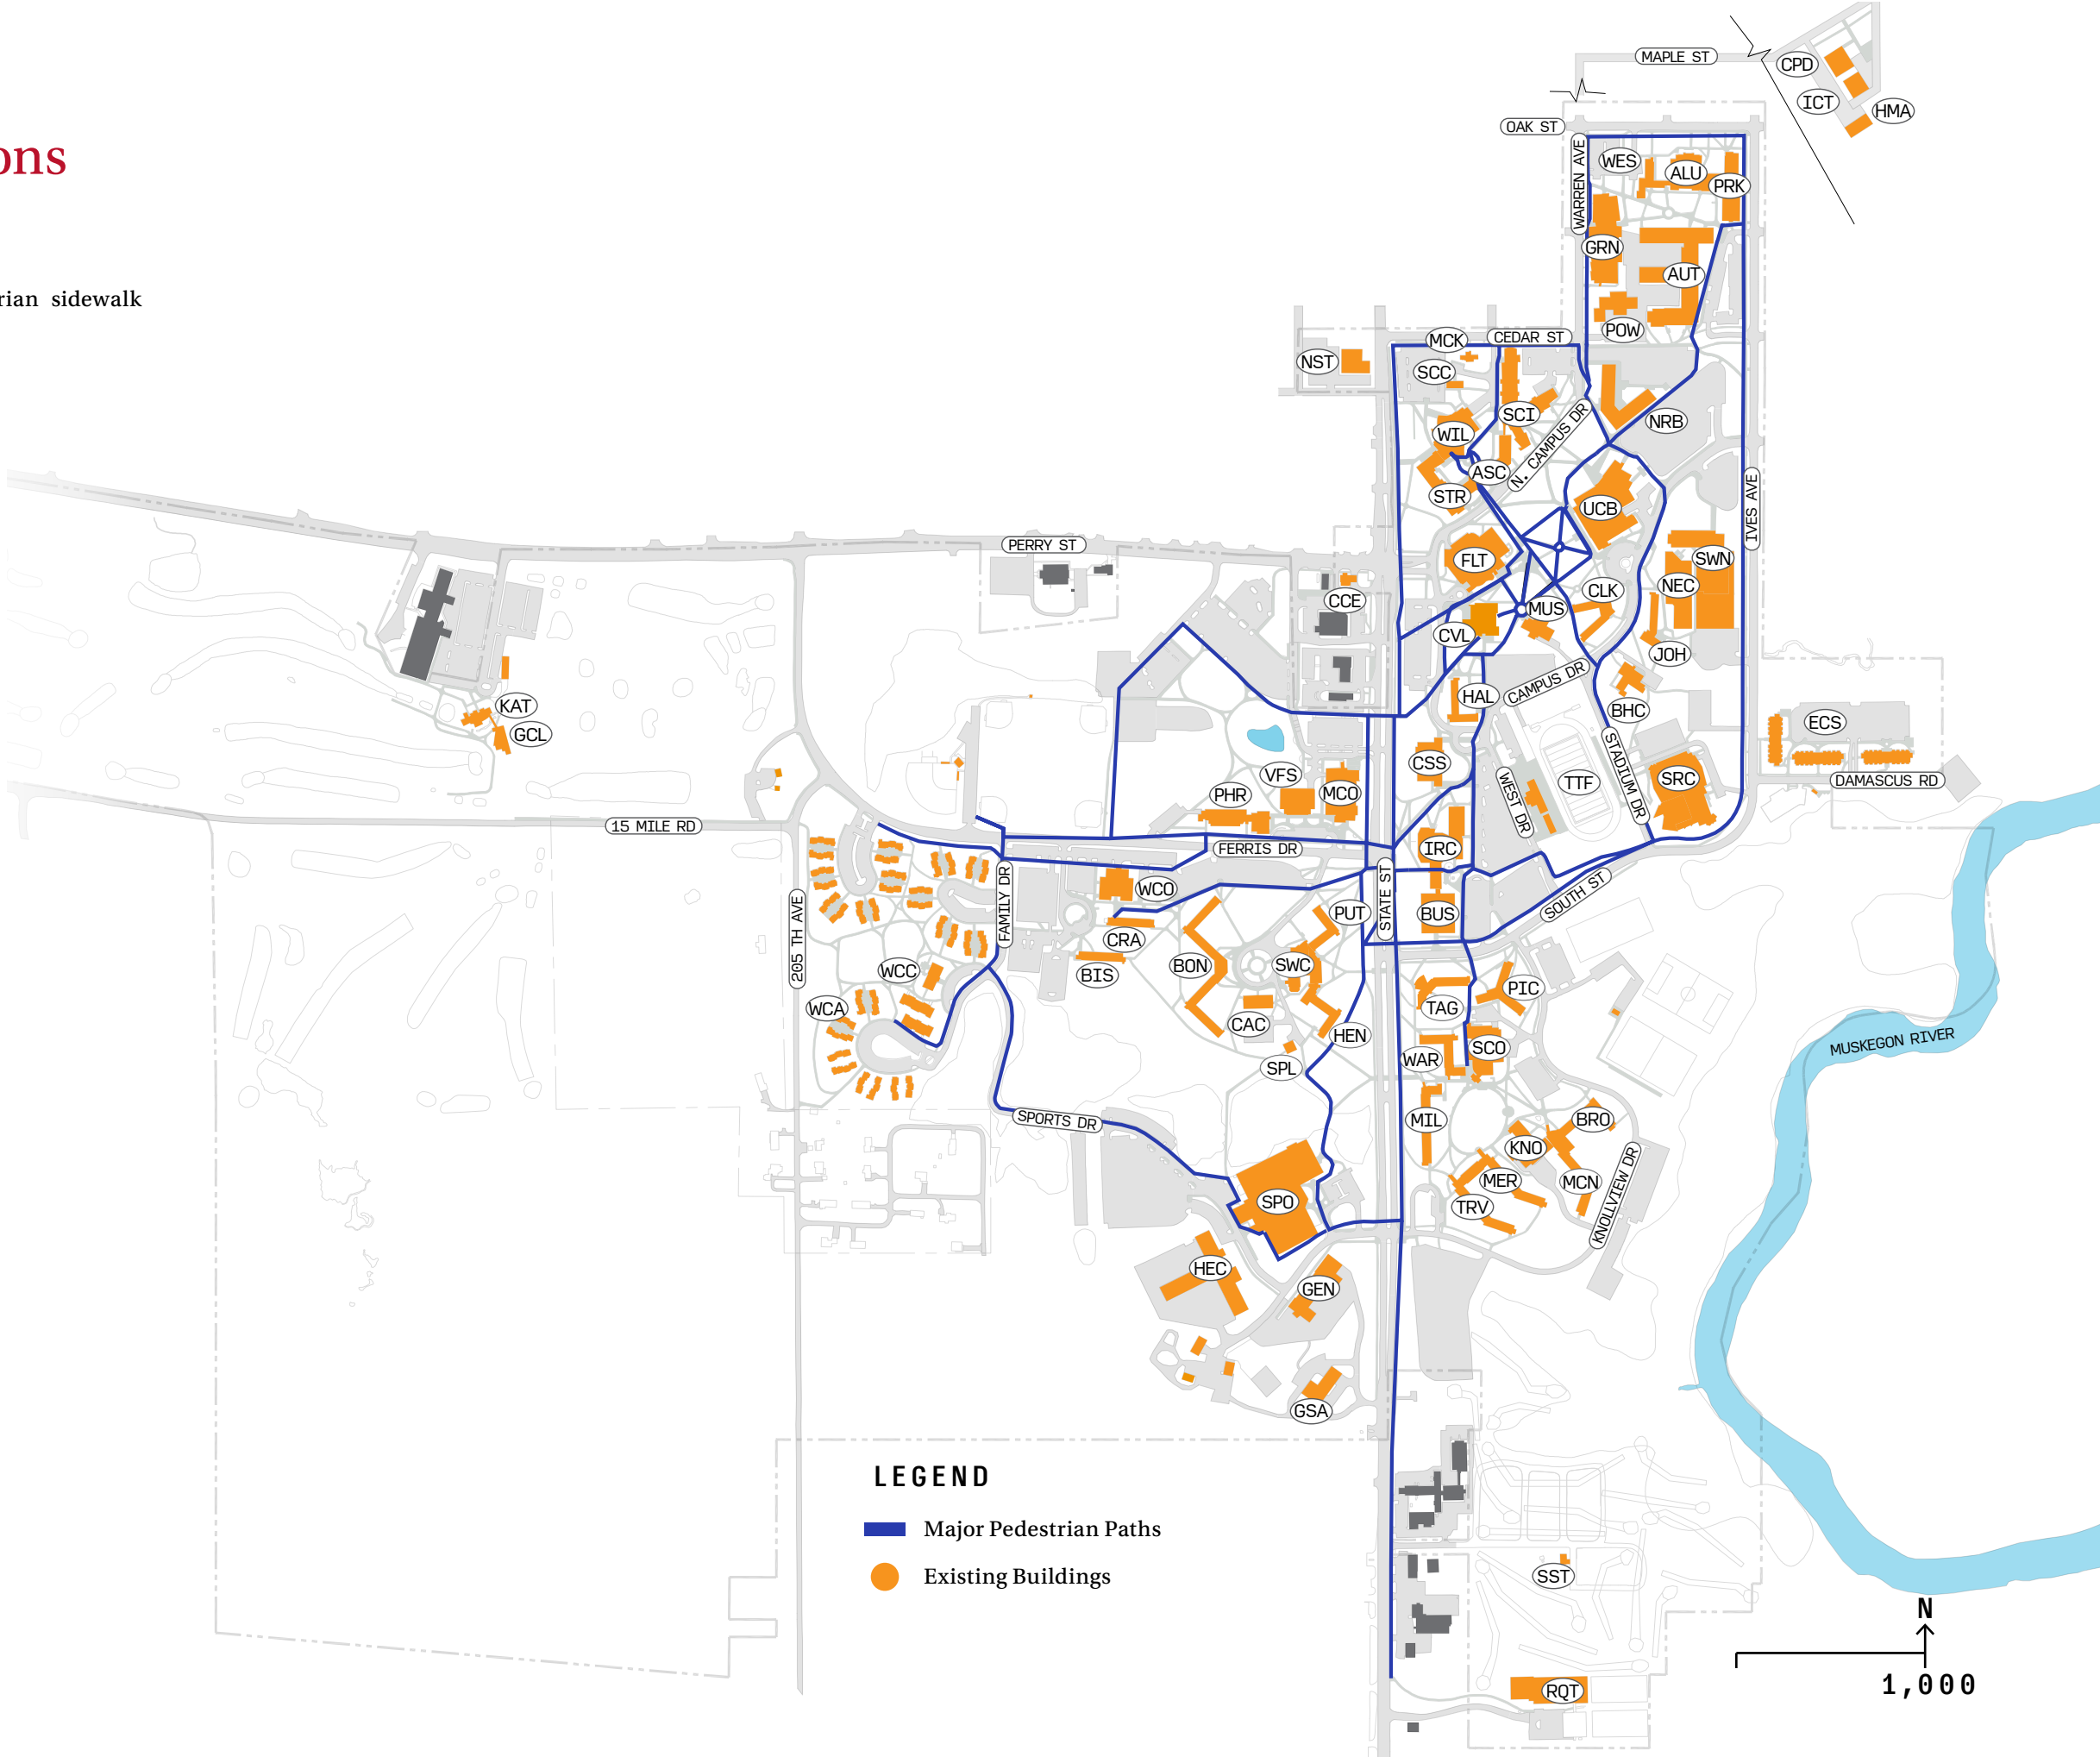 ons
rian sidewalk
MAPLE ST
CPD
ICT
HMA
OAK ST
WARREN AVE
WES
ALU
PRK
GRN
AUT
POW
MCK
CEDAR ST
NST
SCC
SCI
NRB
WIL
N. CAMPUS DR
ASC
STR
UCB
IVES AVE
PERRY ST
FLT
SWN
NEC
CLK
CCE
MUS
CVL
JOH
KAT
GCL
HAL
CAMPUS DR
BHC
ECS
STADIUM DR
CSS
VFS
MCO
PHR
WEST DR
TTF
SRC
DAMASCUS RD
15 MILE RD
FERRIS DR
IRC
205 TH AVE
FAMILY DR
WCO
STATE ST
SOUTH ST
PUT
BUS
CRA
WCC
BIS
BON
SWC
PIC
WCA
TAG
CAC
HEN
WAR
SCO
SPL
MUSKEGON RIVER
SPORTS DR
MIL
BRO
KNO
MER
MCN
KNOLLVIEW DR
SPO
TRV
HEC
GEN
GSA
LEGEND
Major Pedestrian Paths
Existing Buildings
SST
N
1,000
RQT